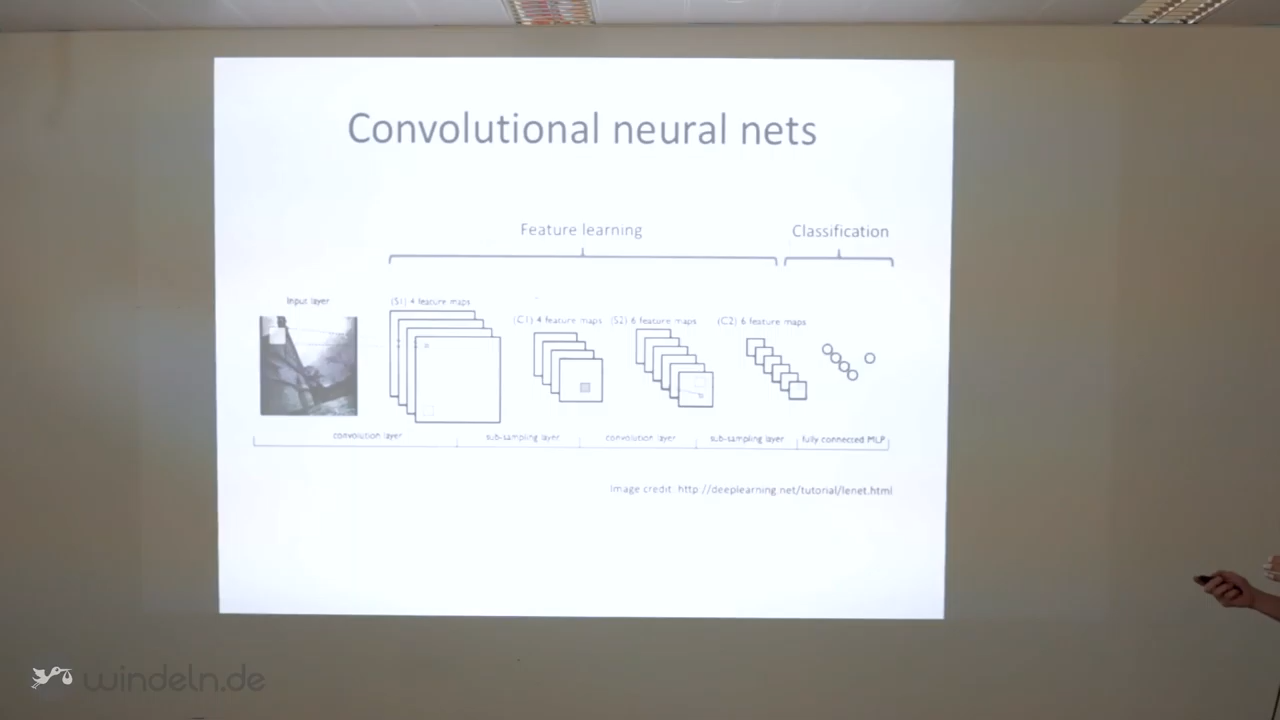 Convolutional neural nets
Feature learning
Classification
Input layer
(S1) 4 feature maps
(C1) 4 feature maps
(S2) 6 feature maps
(C2) 6 feature maps
convolution layer
sub-sampling layer
convolution layer
sub-sampling layer
fully connected MLP
Image credit: http://deeplearning.net/tutorial/lenet.html
windeln.de